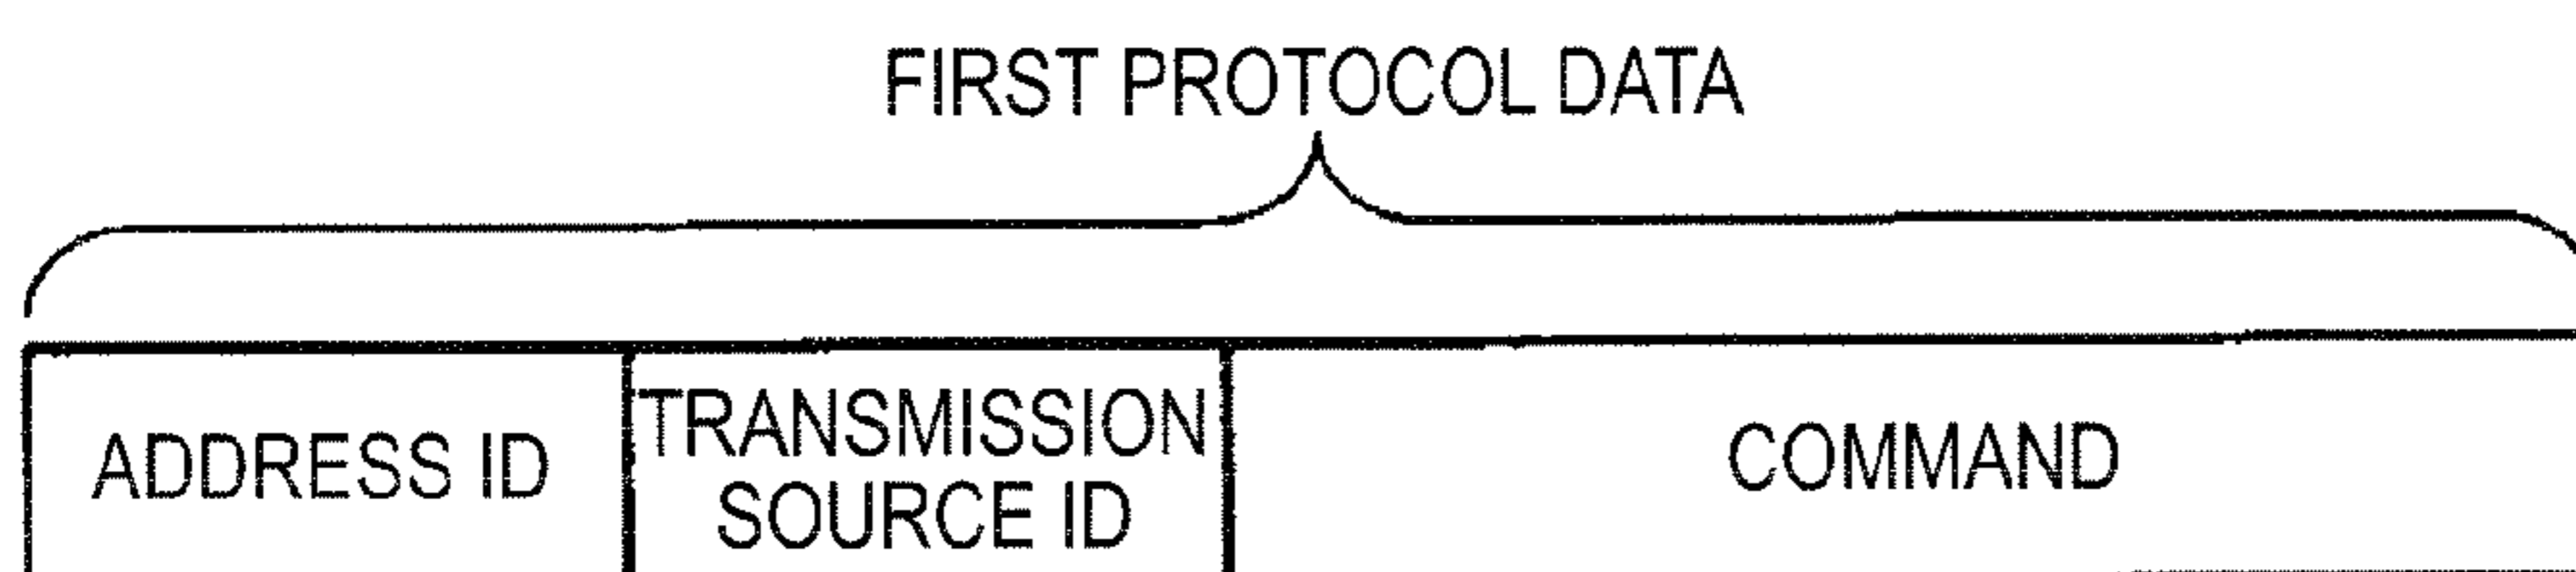 FIRST PROTOCOL DATA
ADDRESS ID
TRANSMISSION
SOURCE ID
COMMAND